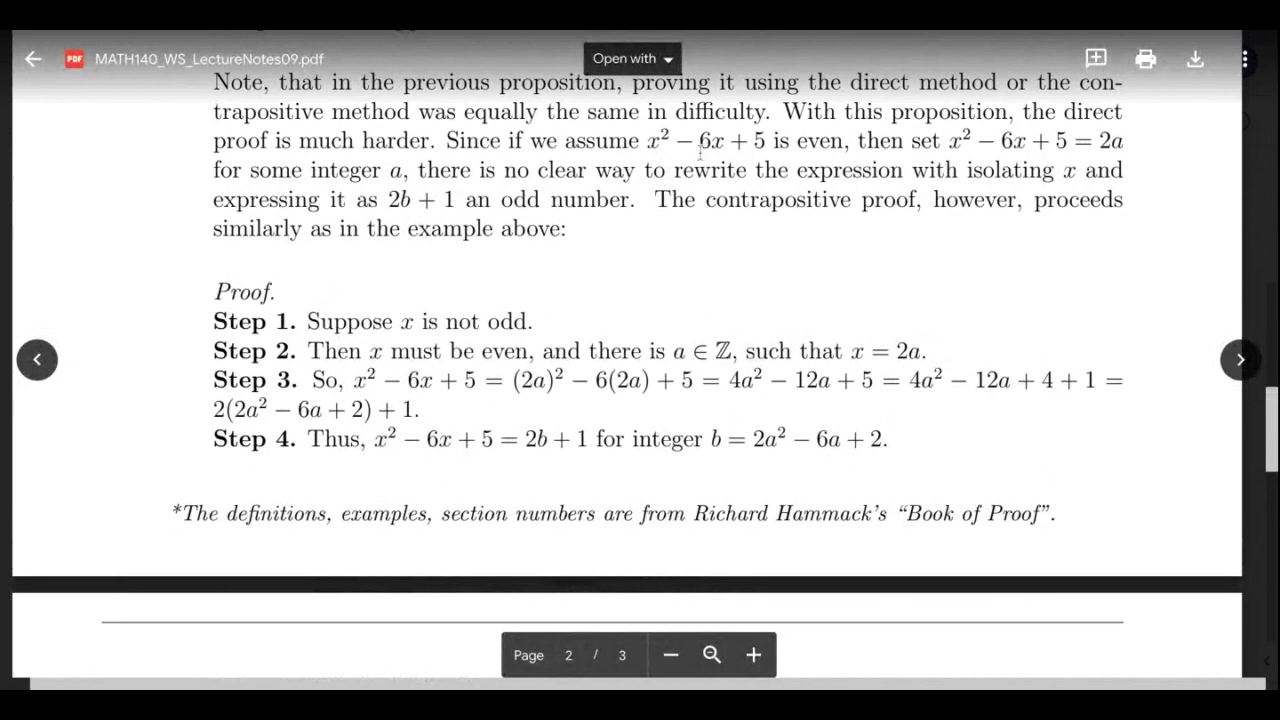 MATH140_WS_LectureNotes09.pdf
Open with
Note, that in the previous proposition, proving it using the direct method or the con-
trapositive method was equally the same in difficulty. With this proposition, the direct
proof is much harder. Since if we assume x² − 6x + 5 is even, then set x² − 6x + 5 = 2a
for some integer a, there is no clear way to rewrite the expression with isolating x and
expressing it as 2b + 1 an odd number. The contrapositive proof, however, proceeds
similarly as in the example above:
Proof.
Step 1. Suppose x is not odd.
Step 2. Then x must be even, and there is a ∈ ℤ, such that x = 2a.
Step 3. So, x² − 6x + 5 = (2a)² − 6(2a) + 5 = 4a² − 12a + 5 = 4a² − 12a + 4 + 1 =
2(2a² − 6a + 2) + 1.
Step 4. Thus, x² − 6x + 5 = 2b + 1 for integer b = 2a² − 6a + 2.
*The definitions, examples, section numbers are from Richard Hammack's “Book of Proof”.
Page 2 / 3